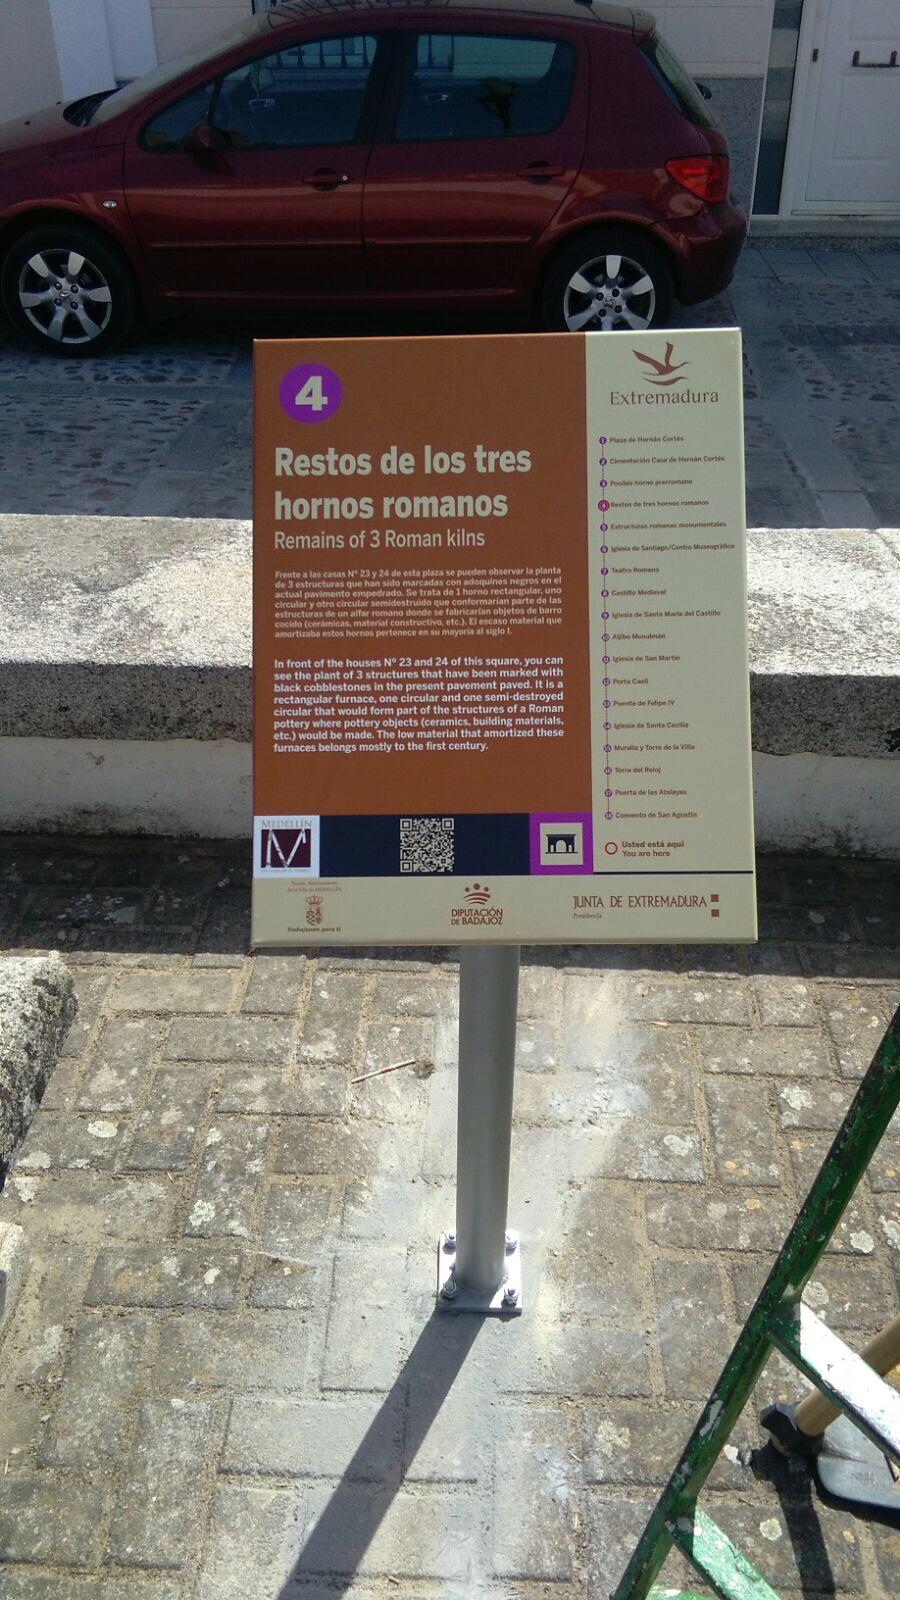 4
Restos de los tres
hornos romanos
Remains of 3 Roman kilns
Frente a las casas Nº 23 y 24 de esta plaza se pueden observar la planta
de 3 estructuras que han sido marcadas con adoquines negros en el
actual pavimento empedrado. Se trata de 1 horno rectangular, uno
circular y otro circular semidestruido que conformarían parte de las
estructuras de un alfar romano donde se fabricarían objetos de barro
cocido (cerámicas, material constructivo, etc.). El escaso material que
amortizaba estos hornos pertenece en su mayoría al siglo I.
In front of the houses Nº 23 and 24 of this square, you can
see the plant of 3 structures that have been marked with
black cobblestones in the present pavement paved. It is a
rectangular furnace, one circular and one semi-destroyed
circular that would form part of the structures of a Roman
pottery where pottery objects (ceramics, building materials,
etc.) would be made. The low material that amortized these
furnaces belongs mostly to the first century.
Extremadura
1 Plaza de Hernán Cortés
2 Cimentación Casa de Hernán Cortés
3 Posible horno prerromano
4 Restos de tres hornos romanos
5 Estructuras romanas monumentales
6 Iglesia de Santiago/Centro Museográfico
7 Teatro Romano
8 Castillo Medieval
9 Iglesia de Santa María del Castillo
10 Aljibe Musulmán
11 Iglesia de San Martín
12 Porta Caeli
13 Puente de Felipe IV
14 Iglesia de Santa Cecilia
15 Muralla y Torre de la Villa
16 Torre del Reloj
17 Puerta de las Atalayas
18 Convento de San Agustín
Usted está aquí
You are here
MEDELLÍN
Excmo. Ayuntamiento
de la Villa de MEDELLÍN
Trabajando para ti
DIPUTACIÓN
DE BADAJOZ
JUNTA DE EXTREMADURA
Presidencia